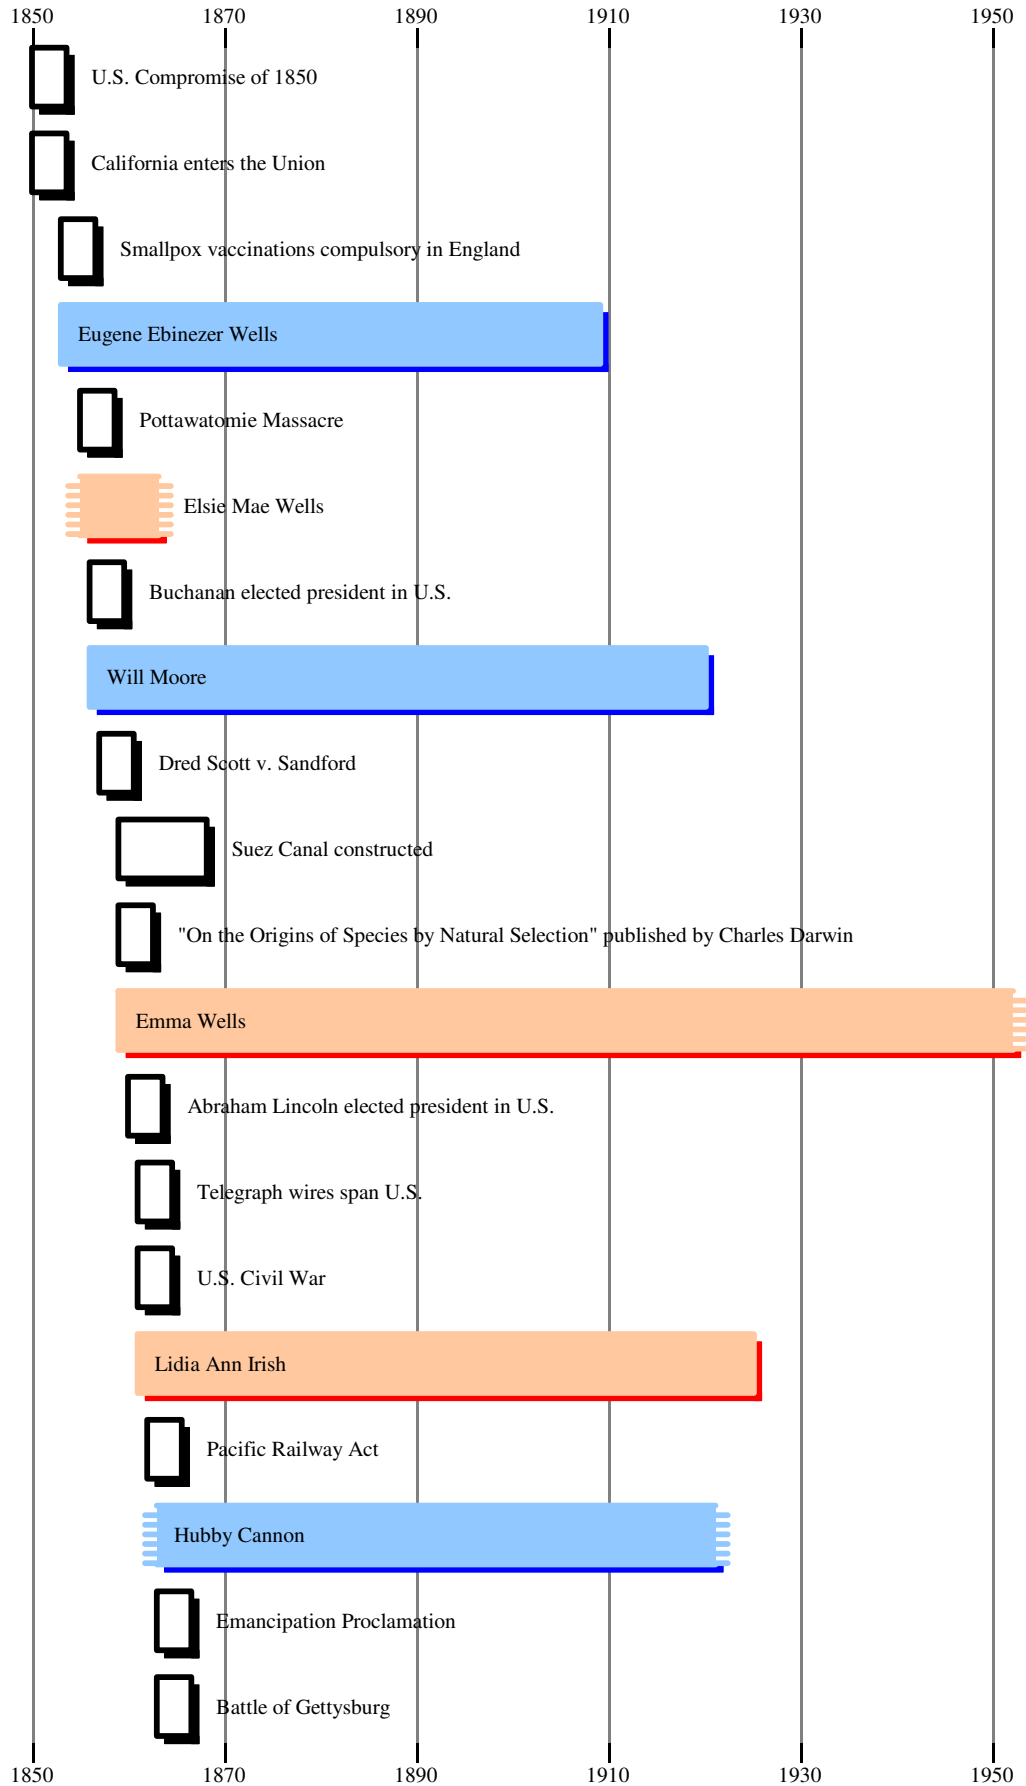 1850 1870 1890 1910 1930 1950
U.S. Compromise of 1850
California enters the Union
Smallpox vaccinations compulsory in England
Eugene Ebinezer Wells
Pottawatomie Massacre
Elsie Mae Wells
Buchanan elected president in U.S.
Will Moore
Dred Scott v. Sandford
Suez Canal constructed
"On the Origins of Species by Natural Selection" published by Charles Darwin
Emma Wells
Abraham Lincoln elected president in U.S.
Telegraph wires span U.S.
U.S. Civil War
Lidia Ann Irish
Pacific Railway Act
Hubby Cannon
Emancipation Proclamation
Battle of Gettysburg
1850 1870 1890 1910 1930 1950